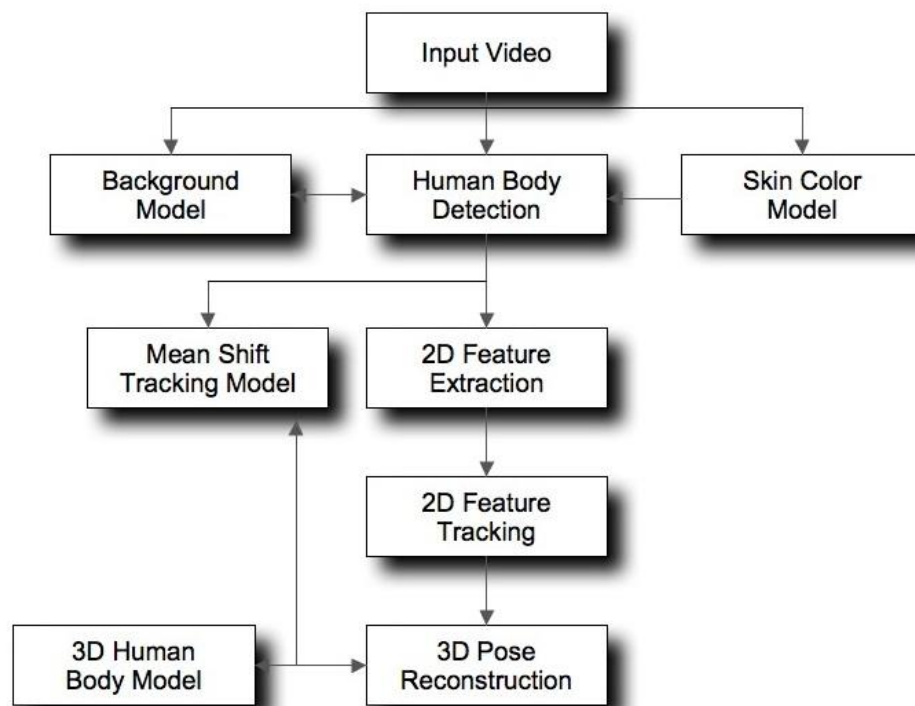 Input Video
Background
Model
Human Body
Detection
Skin Color
Model
Mean Shift
Tracking Model
2D Feature
Extraction
2D Feature
Tracking
3D Human
Body Model
3D Pose
Reconstruction